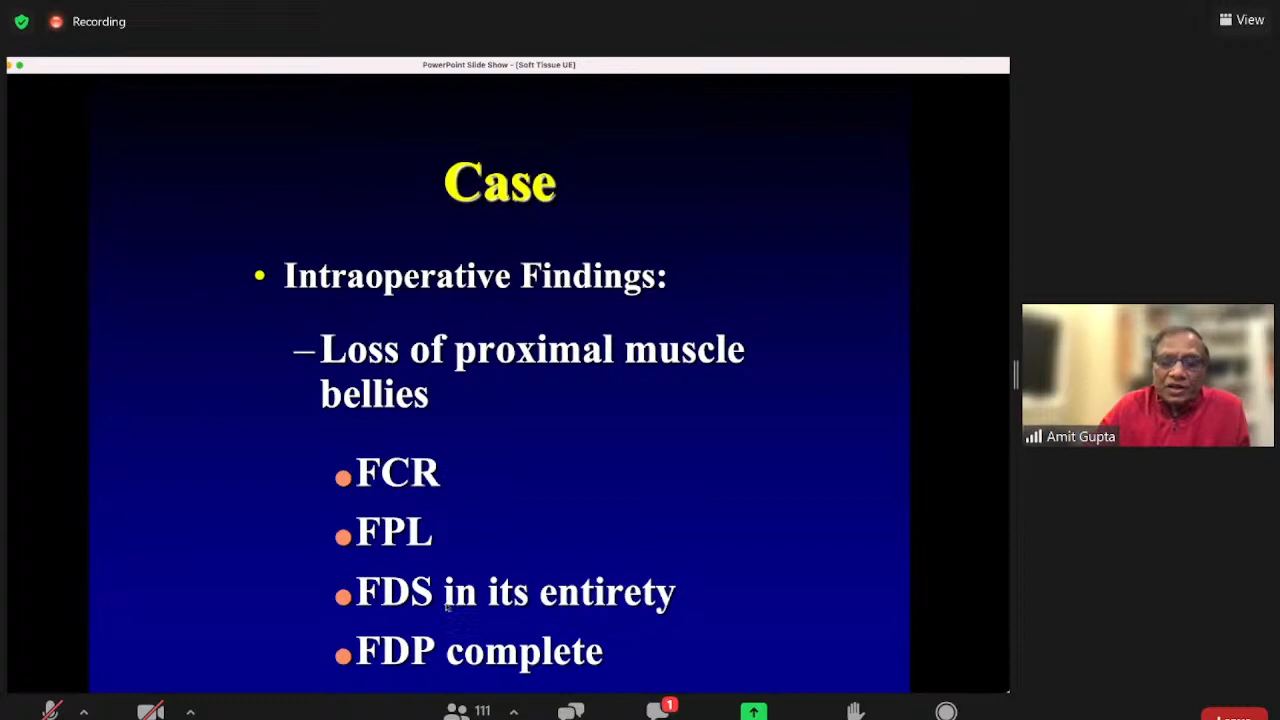 Recording
View
PowerPoint Slide Show - [Soft Tissue UE]
Case
• Intraoperative Findings:
–Loss of proximal muscle
bellies
●FCR
●FPL
●FDS in its entirety
●FDP complete
Amit Gupta
111
1